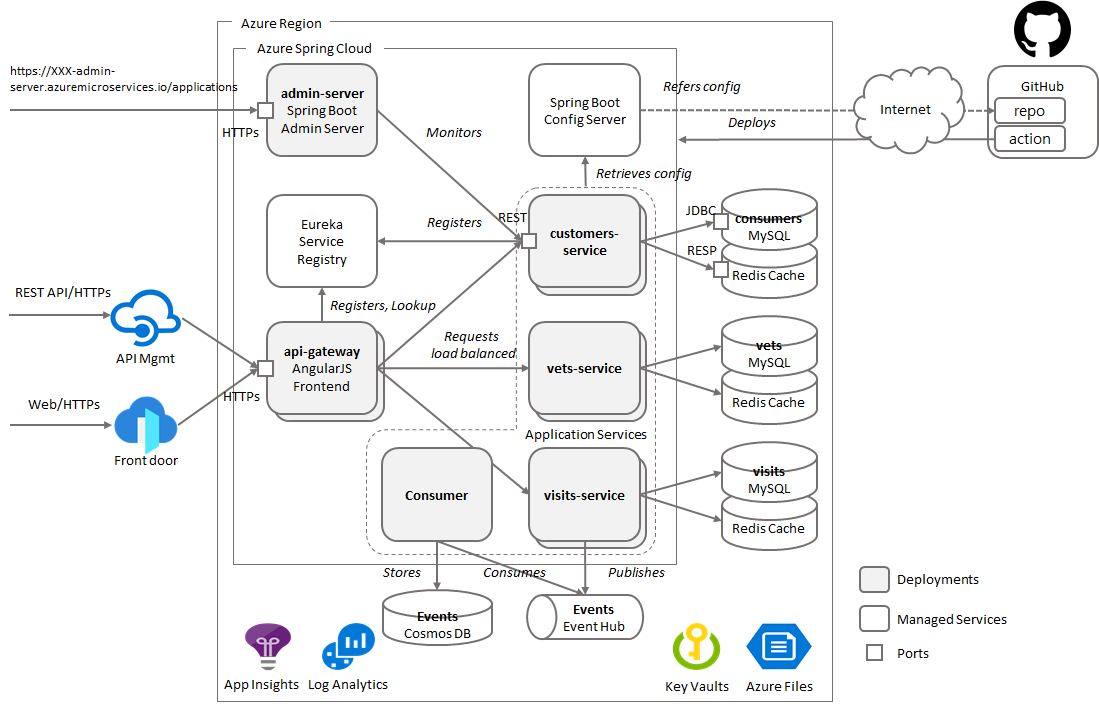 Azure Region
Azure Spring Cloud
https://XXX-admin-
server.azuremicroservices.io/applications
HTTPs
admin-server
Spring Boot
Admin Server
Monitors
Spring Boot
Config Server
Refers config
Deploys
Internet
GitHub
repo
action
Retrieves config
Eureka
Service
Registry
Registers
REST
customers-
service
JDBC
consumers
MySQL
RESP
Redis Cache
REST API/HTTPs
API Mgmt
Registers, Lookup
api-gateway
AngularJS
Frontend
HTTPs
Requests
load balanced
vets-service
vets
MySQL
Redis Cache
Web/HTTPs
Front door
Application Services
Consumer
visits-service
visits
MySQL
Redis Cache
Stores
Consumes
Publishes
Events
Cosmos DB
Events
Event Hub
App Insights
Log Analytics
Key Vaults
Azure Files
Deployments
Managed Services
Ports